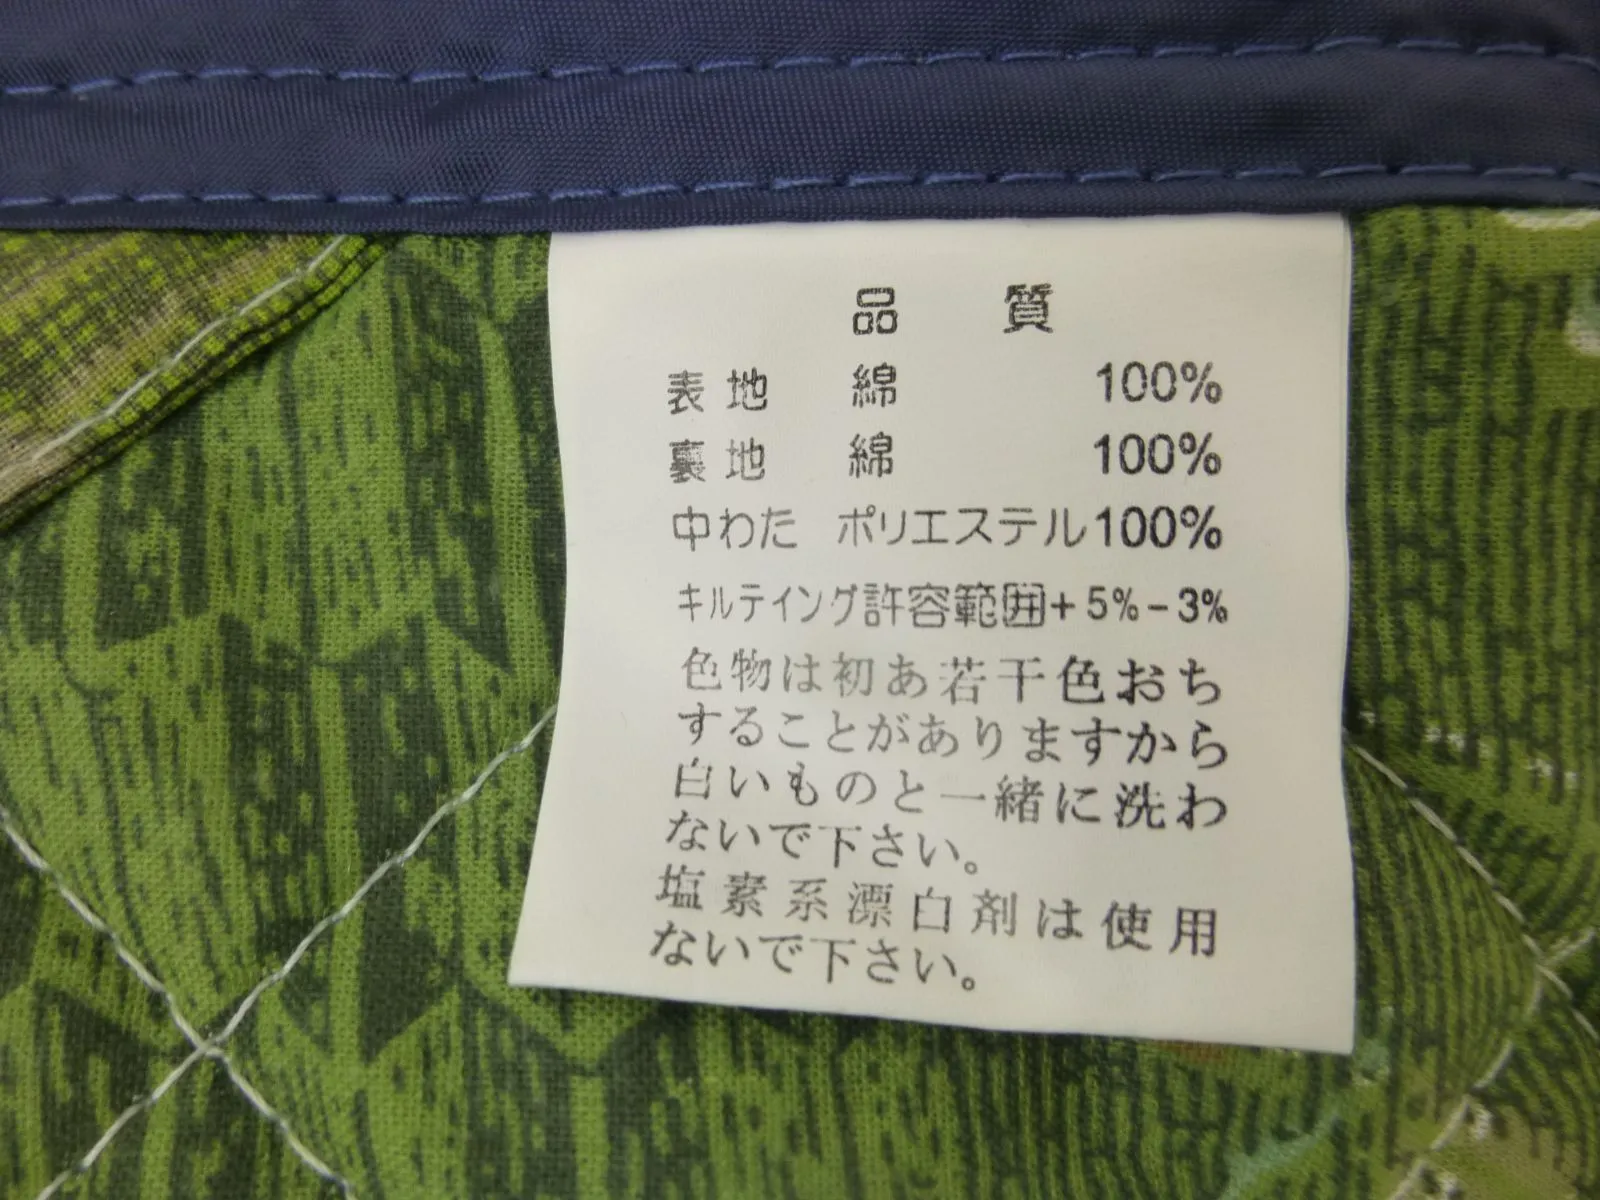 品 質
表地 綿 100%
裏地 綿 100%
中わた ポリエステル100%
キルティング許容範囲+5%-3%
色物は初め若干色おち
することがありますから
白いものと一緒に洗わ
ないで下さい。
塩素系漂白剤は使用
ないで下さい。